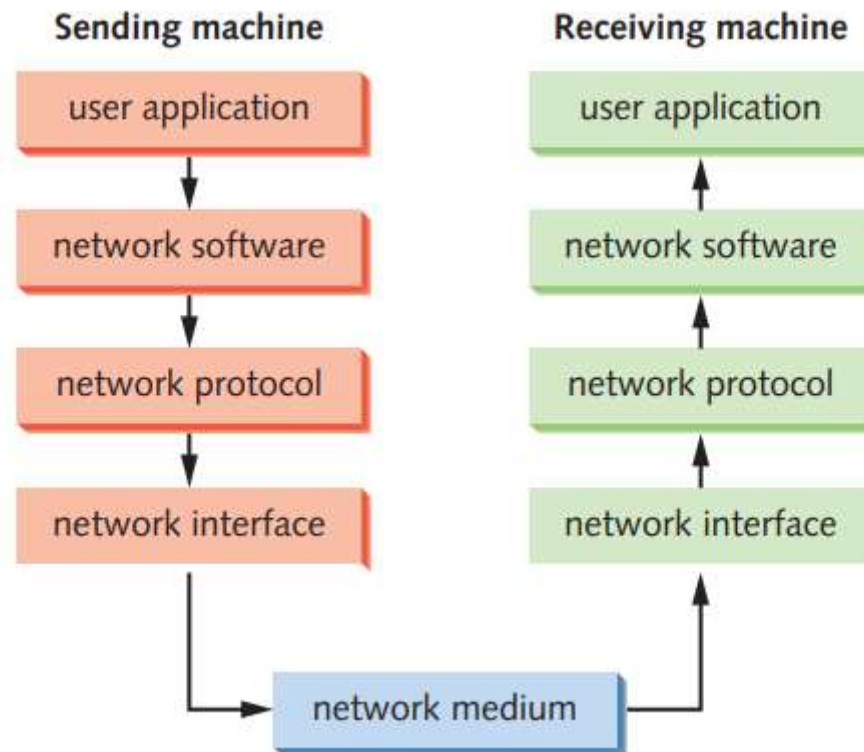 Sending machine
user application
network software
network protocol
network interface
Receiving machine
user application
network software
network protocol
network interface
network medium